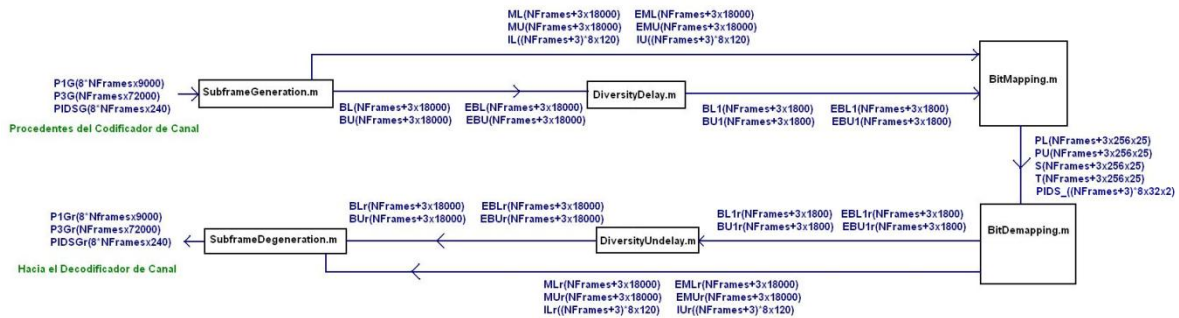 ML(NFrames+3x18000) EML(NFrames+3x18000)
MU(NFrames+3x18000) EMU(NFrames+3x18000)
IL((NFrames+3)*8x120) IU((NFrames+3)*8x120)
P1G(8*NFramesx9000)
P3G(NFramesx72000)
PIDSG(8*NFramesx240)
Procedentes del Codificador de Canal
SubframeGeneration.m
BL(NFrames+3x18000) EBL(NFrames+3x18000)
BU(NFrames+3x18000) EBU(NFrames+3x18000)
DiversityDelay.m
BL1(NFrames+3x1800) EBL1(NFrames+3x1800)
BU1(NFrames+3x1800) EBU1(NFrames+3x1800)
BitMapping.m
PL(NFrames+3x256x25)
PU(NFrames+3x256x25)
S(NFrames+3x256x25)
T(NFrames+3x256x25)
PIDS_((NFrames+3)*8x32x2)
P1Gr(8*Nframesx9000)
P3Gr(NFramesx72000)
PIDSGr(8*NFramesx240)
Hacia el Decodificador de Canal
SubframeDegeneration.m
BLr(NFrames+3x18000) EBLr(NFrames+3x18000)
BUr(NFrames+3x18000) EBUr(NFrames+3x18000)
DiversityUndelay.m
BL1r(NFrames+3x1800) EBL1r(NFrames+3x1800)
BU1r(NFrames+3x1800) EBU1r(NFrames+3x1800)
BitDemapping.m
MLr(NFrames+3x18000) EMLr(NFrames+3x18000)
MUr(NFrames+3x18000) EMUr(NFrames+3x18000)
ILr((NFrames+3)*8x120) IUr((NFrames+3)*8x120)